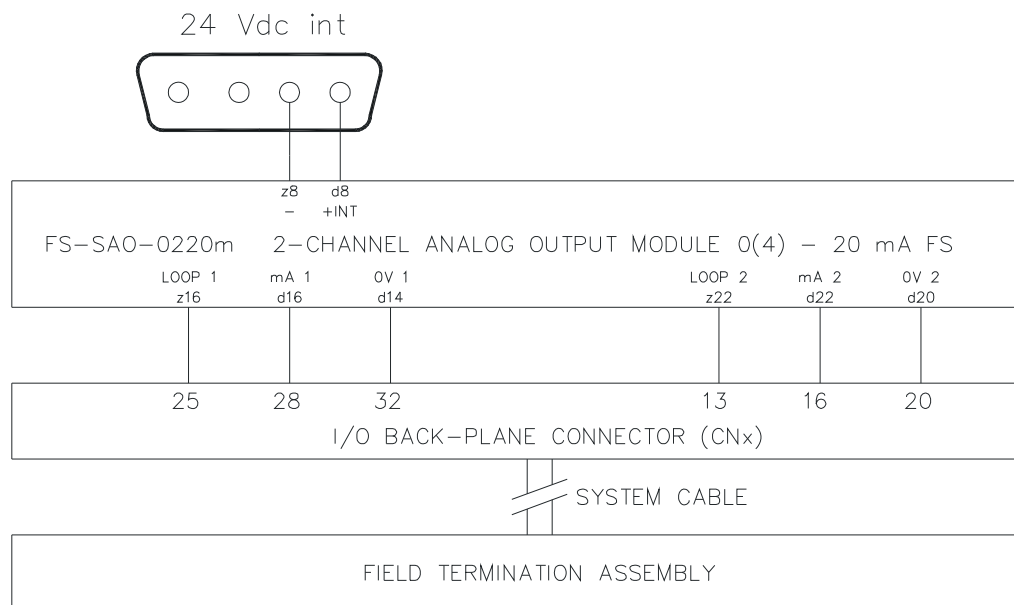 24 Vdc int
z8 d8
- +INT
FS-SAO-0220m 2-CHANNEL ANALOG OUTPUT MODULE 0(4) - 20 mA FS
LOOP 1 mA 1 0V 1 LOOP 2 mA 2 0V 2
z16 d16 d14 z22 d22 d20
25 28 32 13 16 20
I/O BACK-PLANE CONNECTOR (CNx)
SYSTEM CABLE
FIELD TERMINATION ASSEMBLY